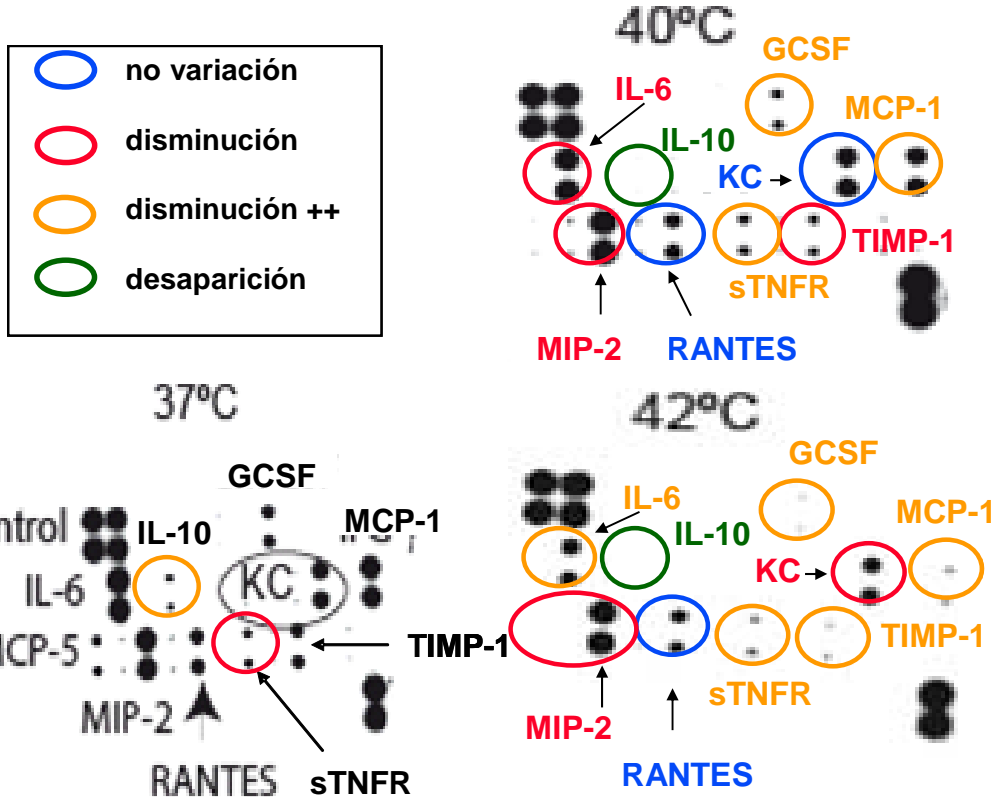 no variación
disminución
disminución ++
desaparición
40ºC
GCSF
IL-6
MCP-1
IL-10
KC
TIMP-1
sTNFR
MIP-2
RANTES
37ºC
GCSF
ntrol
IL-10
MCP-1
IL-6
KC
MCP-5
TIMP-1
MIP-2
RANTES
sTNFR
42ºC
GCSF
IL-6
MCP-1
IL-10
KC
TIMP-1
sTNFR
MIP-2
RANTES